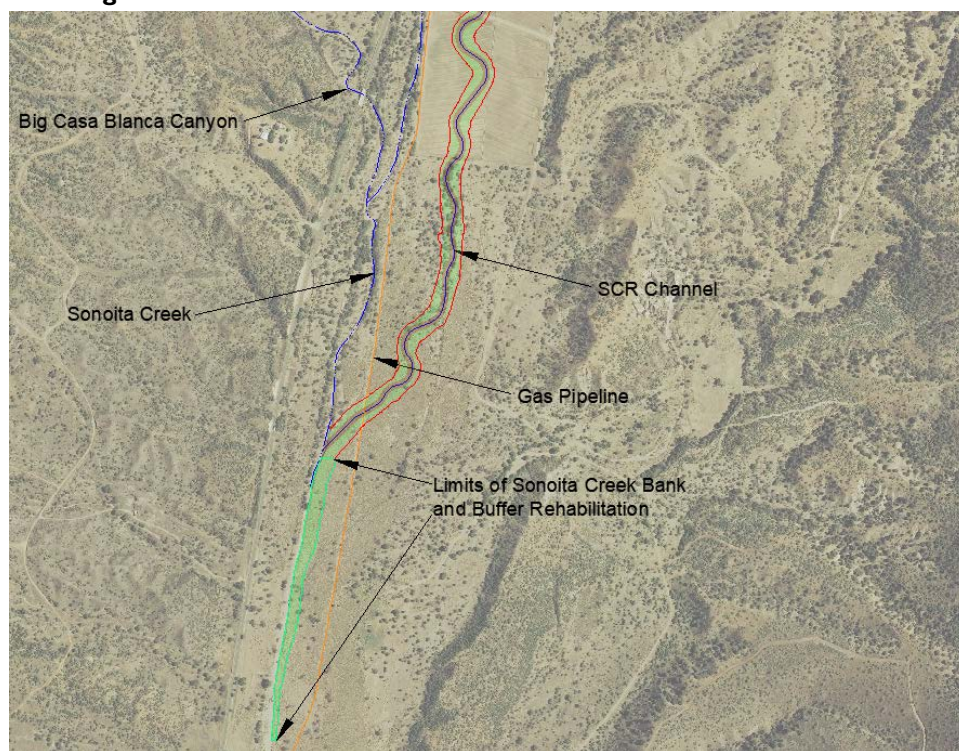 Big Casa Blanca Canyon
Sonoita Creek
SCR Channel
Gas Pipeline
Limits of Sonoita Creek Bank
and Buffer Rehabilitation